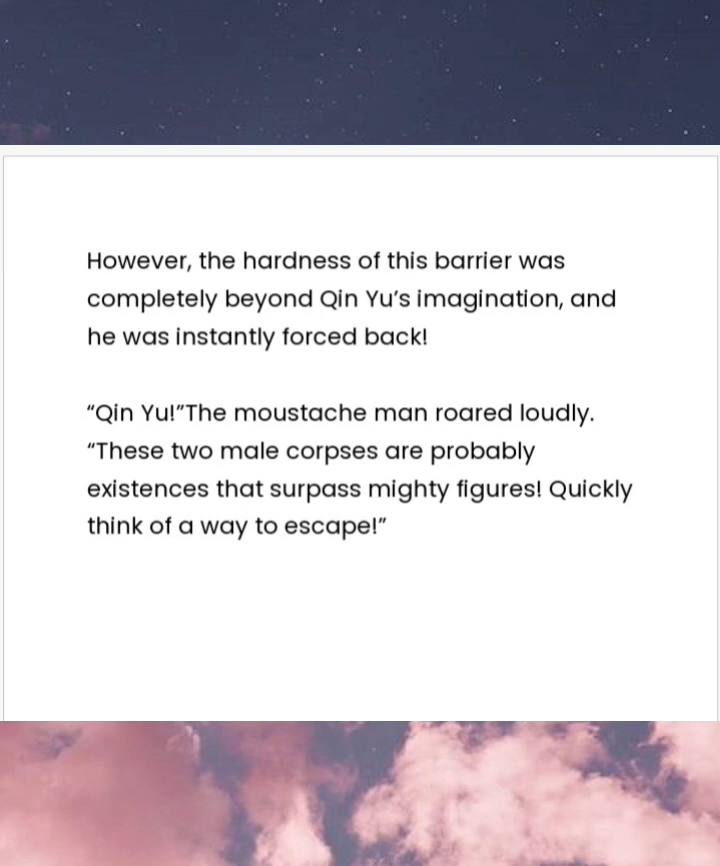 However, the hardness of this barrier was
completely beyond Qin Yu’s imagination, and
he was instantly forced back!
“Qin Yu!”The moustache man roared loudly.
“These two male corpses are probably
existences that surpass mighty figures! Quickly
think of a way to escape!”